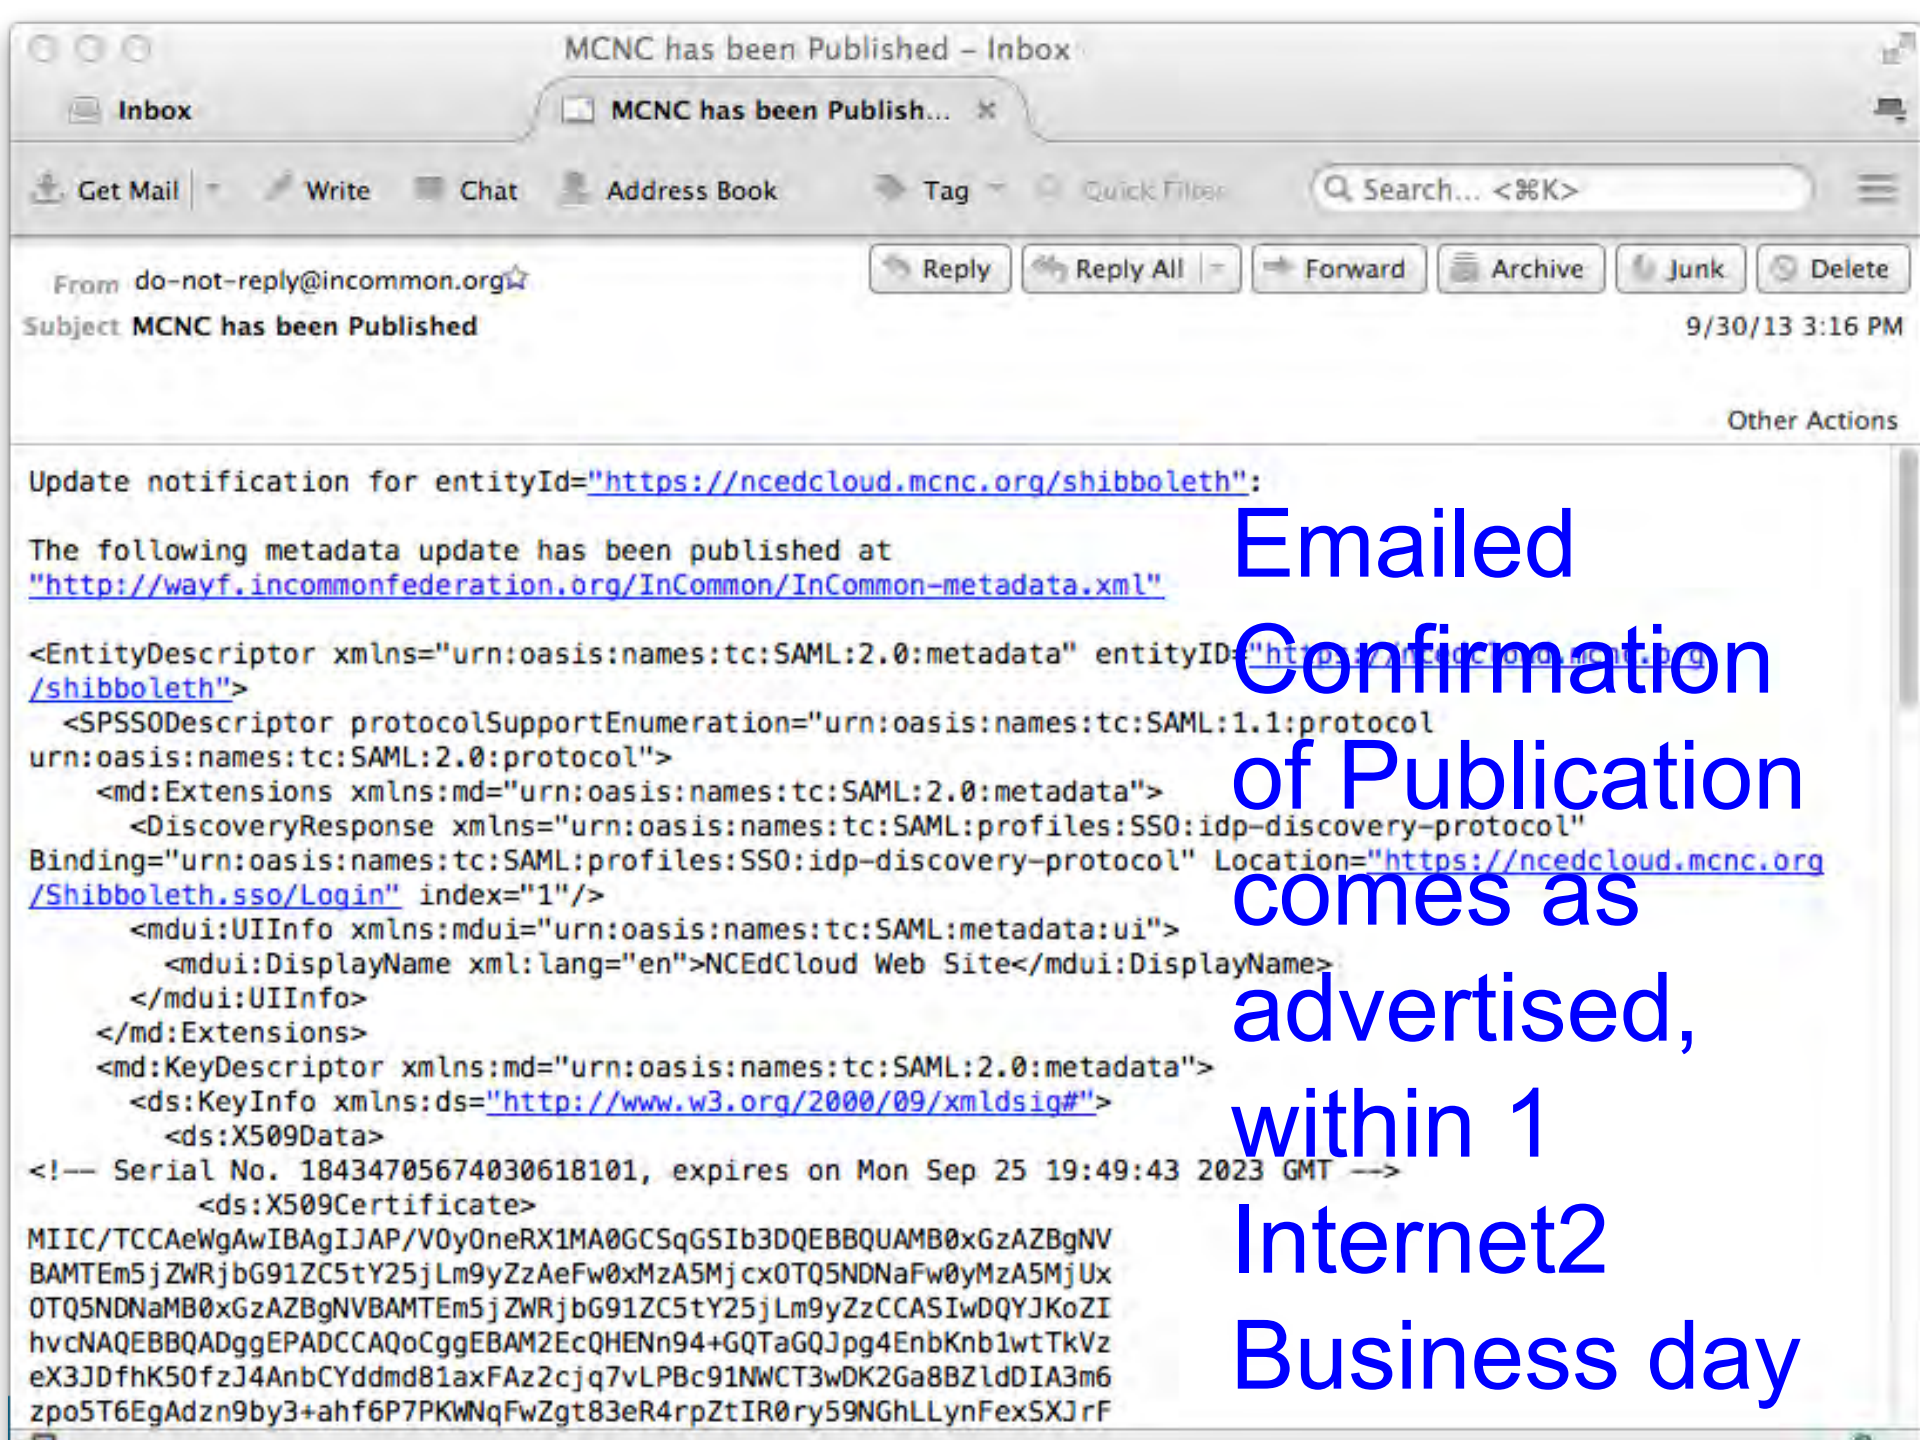 MCNC has been Published – Inbox
Inbox
MCNC has been Publish... ×
Get Mail Write Chat Address Book Tag Quick Filter Search... <⌘K>
From do-not-reply@incommon.org
Reply Reply All Forward Archive Junk Delete
Subject MCNC has been Published
9/30/13 3:16 PM
Other Actions
Update notification for entityId="https://ncedcloud.mcnc.org/shibboleth":
The following metadata update has been published at
"http://wayf.incommonfederation.org/InCommon/InCommon-metadata.xml"
<EntityDescriptor xmlns="urn:oasis:names:tc:SAML:2.0:metadata" entityID="https://ncedcloud.mcnc.org
/shibboleth">
<SPSSODescriptor protocolSupportEnumeration="urn:oasis:names:tc:SAML:1.1:protocol
urn:oasis:names:tc:SAML:2.0:protocol">
<md:Extensions xmlns:md="urn:oasis:names:tc:SAML:2.0:metadata">
<DiscoveryResponse xmlns="urn:oasis:names:tc:SAML:profiles:SSO:idp-discovery-protocol"
Binding="urn:oasis:names:tc:SAML:profiles:SSO:idp-discovery-protocol" Location="https://ncedcloud.mcnc.org
/Shibboleth.sso/Login" index="1"/>
<mdui:UIInfo xmlns:mdui="urn:oasis:names:tc:SAML:metadata:ui">
<mdui:DisplayName xml:lang="en">NCEdCloud Web Site</mdui:DisplayName>
</mdui:UIInfo>
</md:Extensions>
<md:KeyDescriptor xmlns:md="urn:oasis:names:tc:SAML:2.0:metadata">
<ds:KeyInfo xmlns:ds="http://www.w3.org/2000/09/xmldsig#">
<ds:X509Data>
<!-- Serial No. 18434705674030618101, expires on Mon Sep 25 19:49:43 2023 GMT -->
<ds:X509Certificate>
MIIC/TCCAeWgAwIBAgIJAP/VOyOneRX1MA0GCSqGSIb3DQEBBQUAMB0xGzAZBgNV
BAMTEm5jZWRjbG91ZC5tY25jLm9yZzAeFw0xMzA5MjcxOTQ5NDNaFw0yMzA5MjUx
OTQ5NDNaMB0xGzAZBgNVBAMTEm5jZWRjbG91ZC5tY25jLm9yZzCCASIwDQYJKoZI
hvcNAQEBBQADggEPADCCAQoCggEBAM2EcQHENn94+GQTaGQJpg4EnbKnb1wtTkVz
eX3JDfhK5OfzJ4AnbCYddmd81axFAz2cjq7vLPBc91NWCT3wDK2Ga8BZldDIA3m6
zpo5T6EgAdzn9by3+ahf6P7PKWNqFwZgt83eR4rpZtIR0ry59NGhLLynFexSXJrF
Emailed
Confirmation
of Publication
comes as
advertised,
within 1
Internet2
Business day